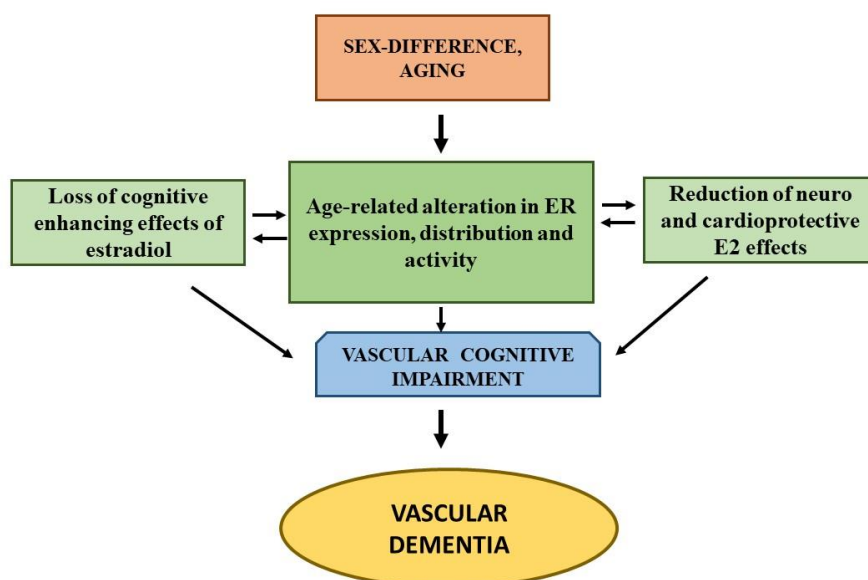 SEX-DIFFERENCE,
AGING
Loss of cognitive
enhancing effects of
estradiol
Age-related alteration in ER
expression, distribution and
activity
Reduction of neuro
and cardioprotective
E2 effects
VASCULAR COGNITIVE
IMPAIRMENT
VASCULAR
DEMENTIA